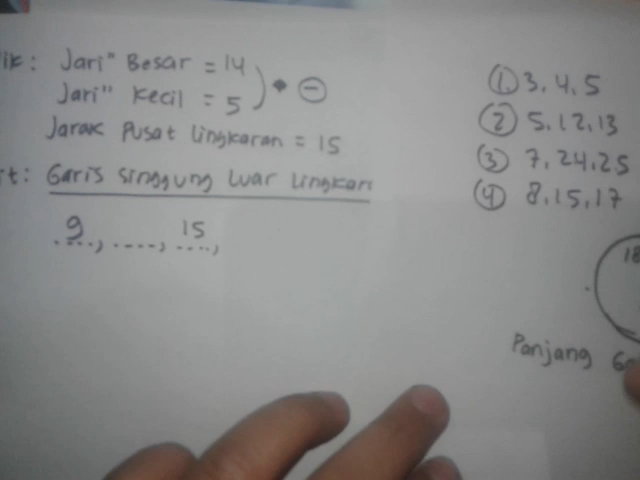 Jari" Besar = 14
Jari" Kecil = 5
Jarak Pusat lingkaran = 15
Garis singgung luar lingkar
9, ...., 15,
① 3, 4, 5
② 5, 12, 13
③ 7, 24, 25
④ 8, 15, 17
18
Panjang